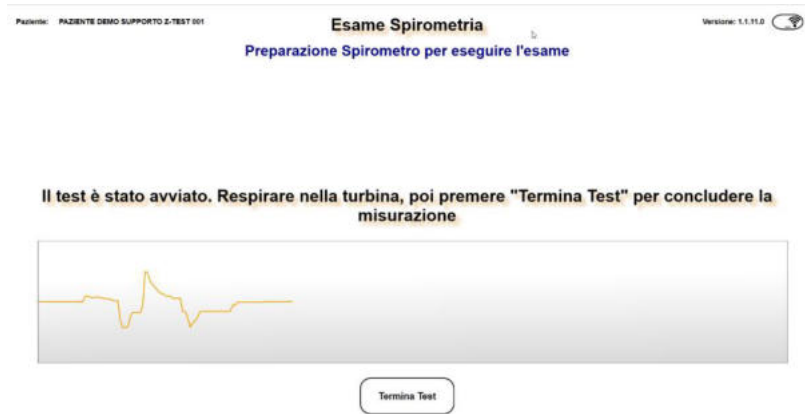 Paziente: PAZIENTE DEMO SUPPORTO Z-TEST 001
Esame Spirometria
Versione: 1.1.11.0
Preparazione Spirometro per eseguire l'esame
Il test è stato avviato. Respirare nella turbina, poi premere "Termina Test" per concludere la
misurazione
Termina Test